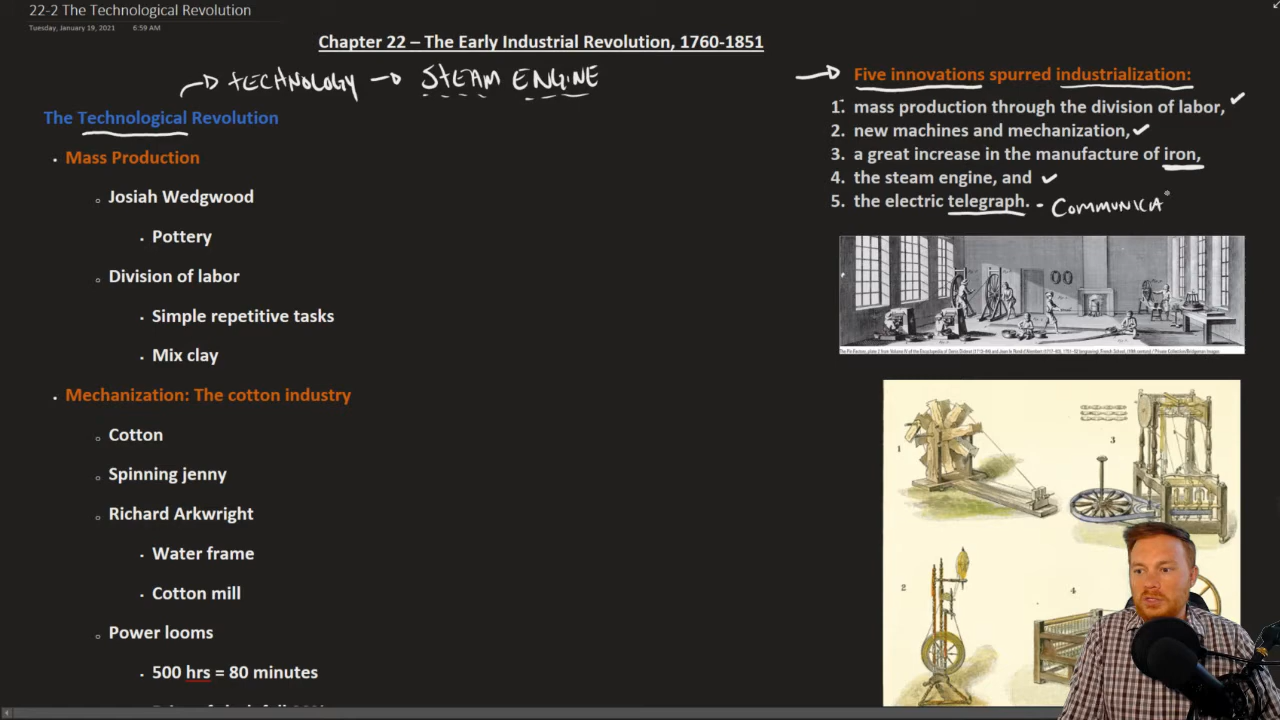 22-2 The Technological Revolution
Tuesday, January 19, 2021 6:59 AM
Chapter 22 – The Early Industrial Revolution, 1760-1851
TECHNOLOGY STEAM ENGINE
The Technological Revolution
Mass Production
Josiah Wedgwood
Pottery
Division of labor
Simple repetitive tasks
Mix clay
Mechanization: The cotton industry
Cotton
Spinning jenny
Richard Arkwright
Water frame
Cotton mill
Power looms
500 hrs = 80 minutes
Five innovations spurred industrialization:
1. mass production through the division of labor,
2. new machines and mechanization,
3. a great increase in the manufacture of iron,
4. the steam engine, and
5. the electric telegraph. - COMMUNICA
1
3
2
4